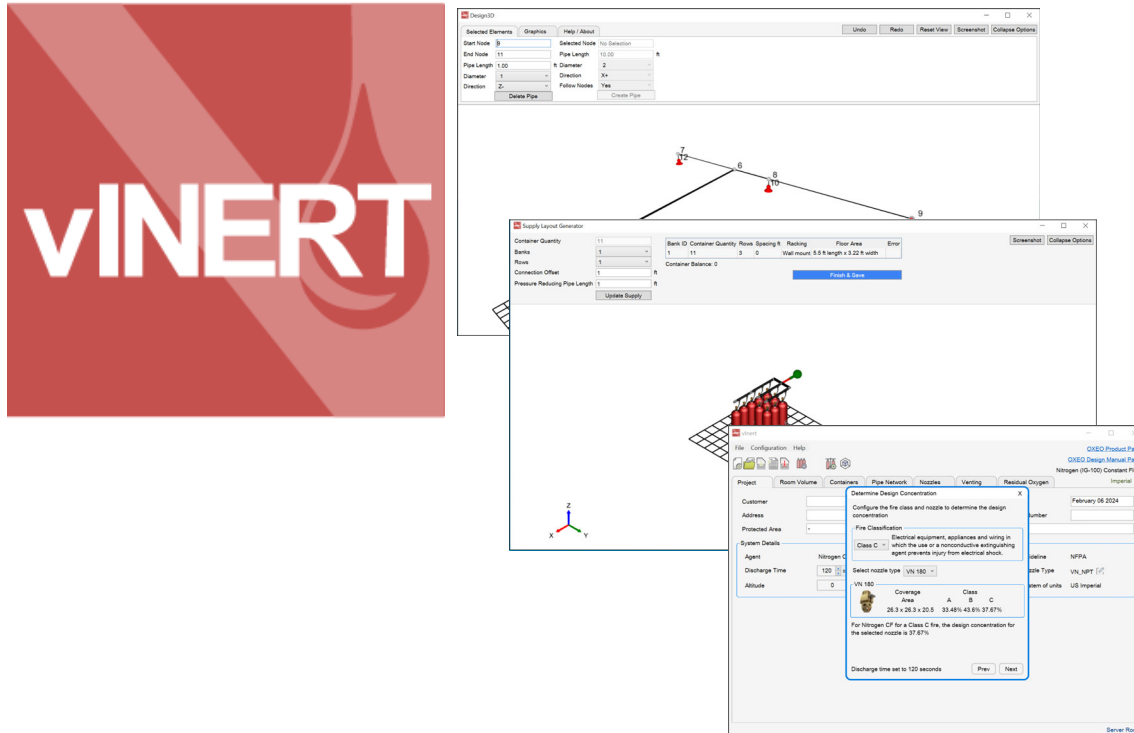 vINERT
Design3D
Selected Elements Graphics Help / About Undo Redo Reset View Screenshot Collapse Options
Start Node 8 Selected Node No Selection
End Node 11 Pipe Length 10.00 ft
Pipe Length 1.00 ft Diameter 2
Diameter 1 Direction X+
Direction Z- Follow Nodes Yes
Delate Pipe Create Pipe
7
12
6
8
10
9
Supply Layout Generator
Screenshot Collapse Options
Container Quantity 11
Banks 1
Rows 1
Connection Offset 1 ft
Pressure Reducing Pipe Length 1 ft
Update Supply
Bank ID Container Quantity Rows Spacing ft Racking Floor Area Error
1 11 3 0 Wall mount 5.5 ft length x 3.22 ft width
Container Balance: 0
Finish & Save
Z
X Y
vInert
File Configuration Help
OXEO Product Pa
OXEO Design Manual Pa
Nitrogen (IG-100) Constant Fl
Project Room Volume Containers Pipe Network Nozzles Venting Residual Oxygen Imperial
Customer
Address
Protected Area -
System Details
Agent Nitrogen C
Discharge Time 120
Altitude 0
Determine Design Concentration X
Configure the fire class and nozzle to determine the design
concentration
Fire Classification
Class C
Electrical equipment, appliances and wiring in
which the use or a nonconductive extinguishing
agent prevents injury from electrical shock.
Select nozzle type VN 180
VN 180
Coverage Class
Area A B C
26.3 x 26.3 x 20.5 33.48% 43.6% 37.67%
For Nitrogen CF for a Class C fire, the design concentration for
the selected nozzle is 37.67%
Discharge time set to 120 seconds Prev Next
February 06 2024
umber
deline NFPA
zzle Type VN_NPT
stem of units US Imperial
Server Roo